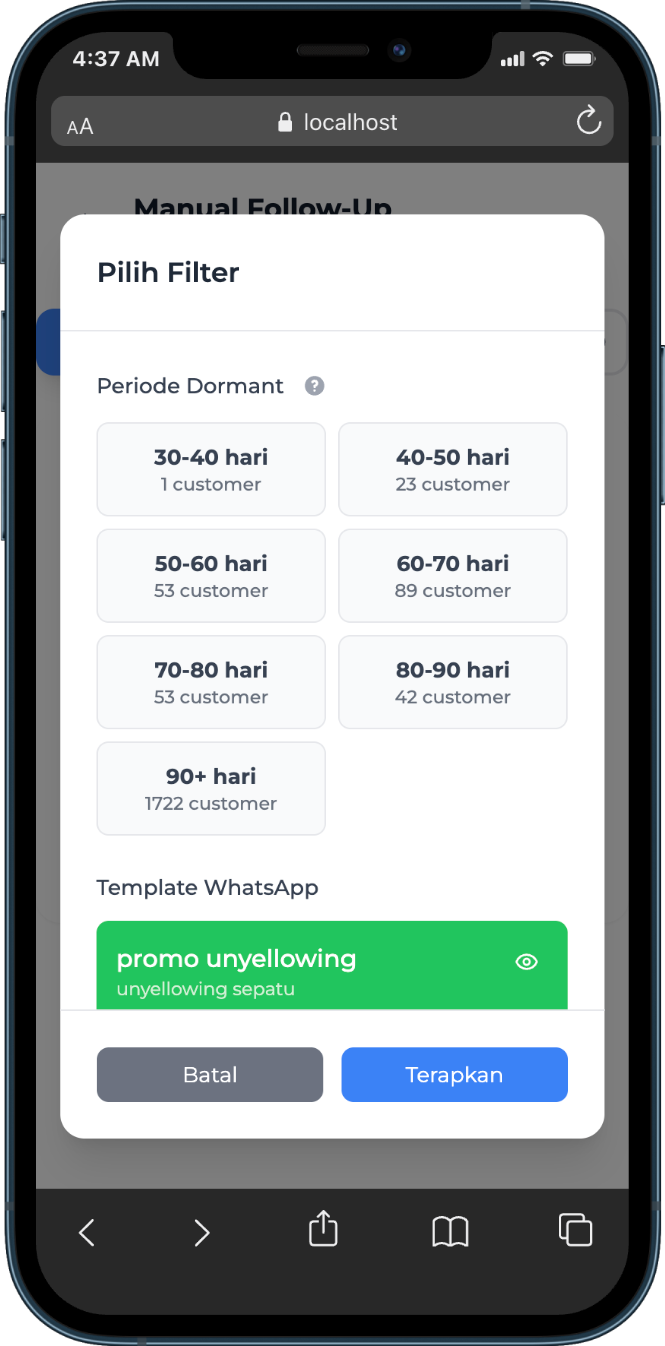 4:37 AM
AA
localhost
Manual Follow-Up
Pilih Filter
Periode Dormant ?
30-40 hari
1 customer
40-50 hari
23 customer
50-60 hari
53 customer
60-70 hari
89 customer
70-80 hari
53 customer
80-90 hari
42 customer
90+ hari
1722 customer
Template WhatsApp
promo unyellowing
unyellowing sepatu
Batal
Terapkan